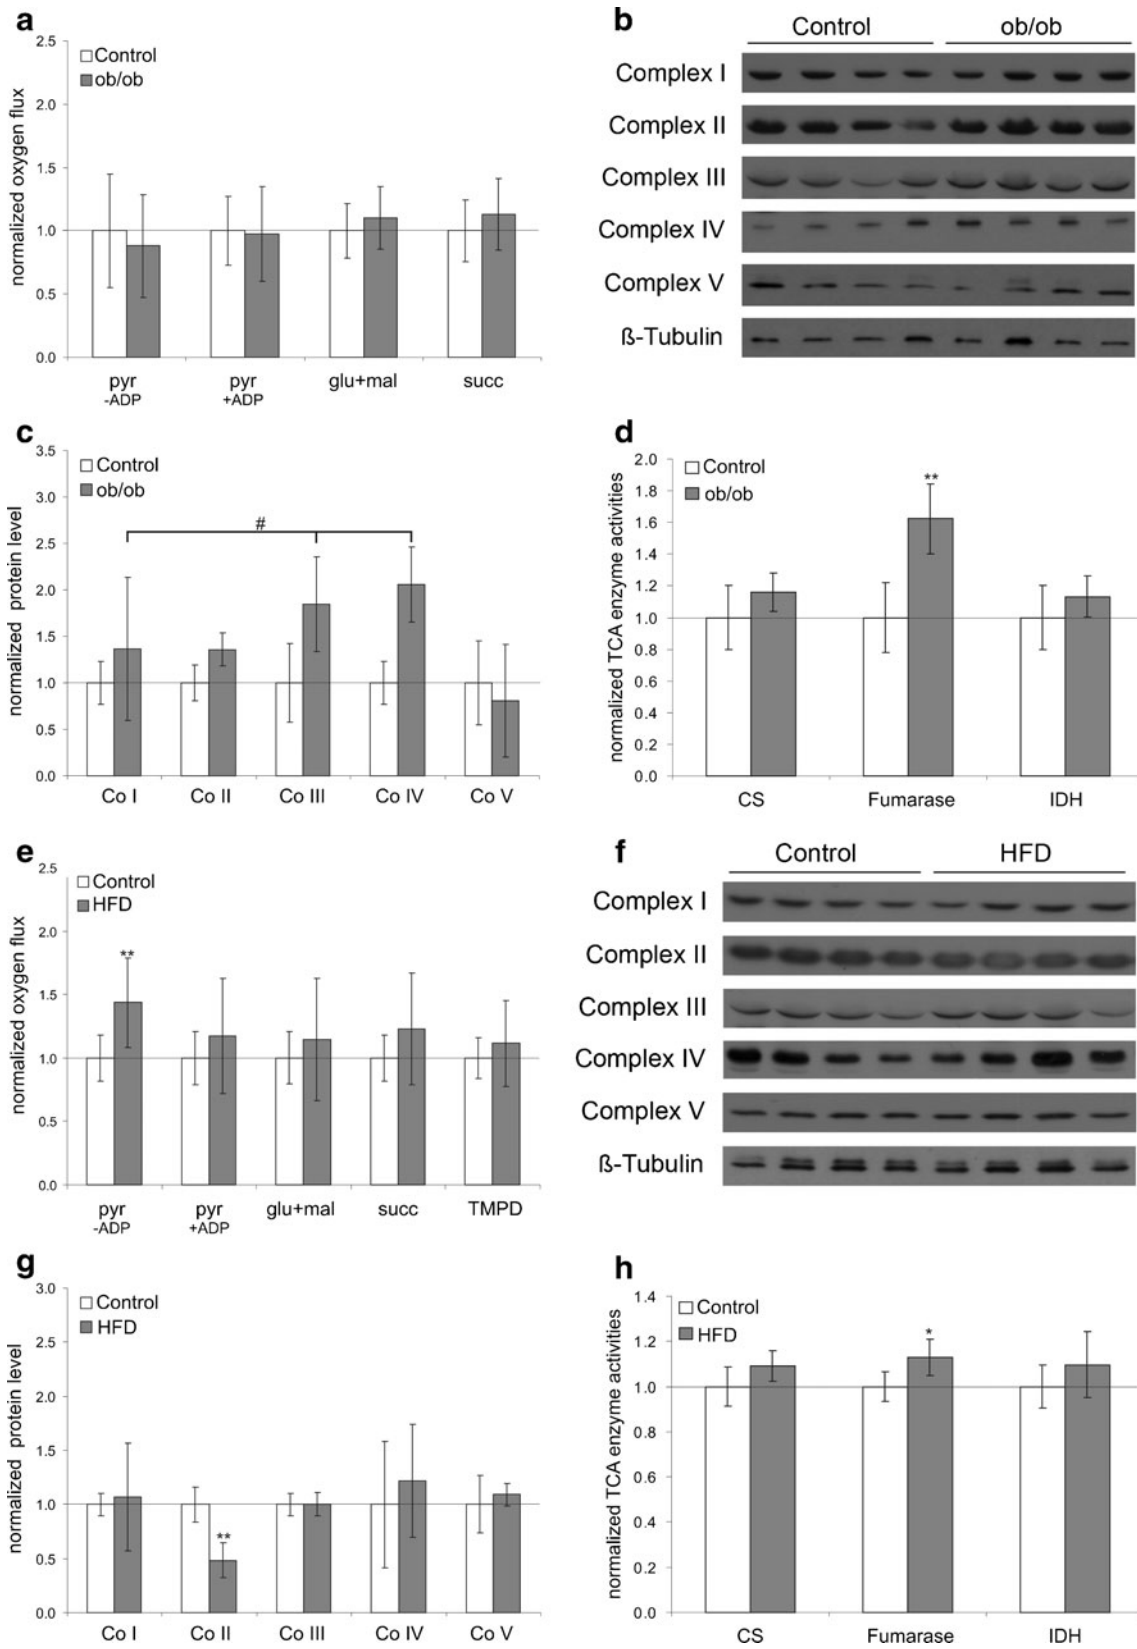 a
2.5
2.0
1.5
1.0
0.5
0.0
normalized oxygen flux
Control
ob/ob
pyr pyr glu+mal succ
-ADP +ADP
b
Control ob/ob
Complex I
Complex II
Complex III
Complex IV
Complex V
ß-Tubulin
c
3.5
3.0
2.5
2.0
1.5
1.0
0.5
0.0
normalized protein level
Control
ob/ob
#
Co I Co II Co III Co IV Co V
d
2.0
1.8
1.6
1.4
1.2
1.0
0.8
0.6
0.4
0.2
0.0
normalized TCA enzyme activities
Control
ob/ob
**
CS Fumarase IDH
e
2.5
2.0
1.5
1.0
0.5
0.0
normalized oxygen flux
Control
HFD
**
pyr pyr glu+mal succ TMPD
-ADP +ADP
f
Control HFD
Complex I
Complex II
Complex III
Complex IV
Complex V
ß-Tubulin
g
3.0
2.5
2.0
1.5
1.0
0.5
0.0
normalized protein level
Control
HFD
**
Co I Co II Co III Co IV Co V
h
1.4
1.2
1.0
0.8
0.6
0.4
0.2
0.0
normalized TCA enzyme activities
Control
HFD
*
CS Fumarase IDH